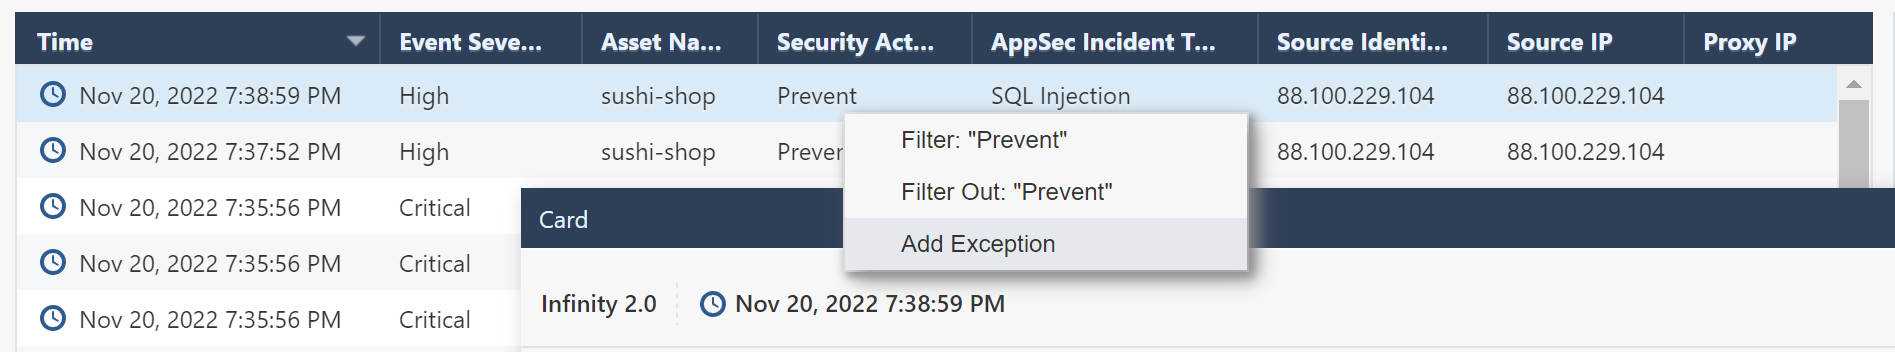 Time Event Seve... Asset Na... Security Act... AppSec Incident T... Source Identi... Source IP Proxy IP
Nov 20, 2022 7:38:59 PM High sushi-shop Prevent SQL Injection 88.100.229.104 88.100.229.104
Nov 20, 2022 7:37:52 PM High sushi-shop Prever 88.100.229.104 88.100.229.104
Filter: "Prevent"
Filter Out: "Prevent"
Add Exception
Nov 20, 2022 7:35:56 PM Critical
Nov 20, 2022 7:35:56 PM Critical
Nov 20, 2022 7:35:56 PM Critical
Card
Infinity 2.0 Nov 20, 2022 7:38:59 PM